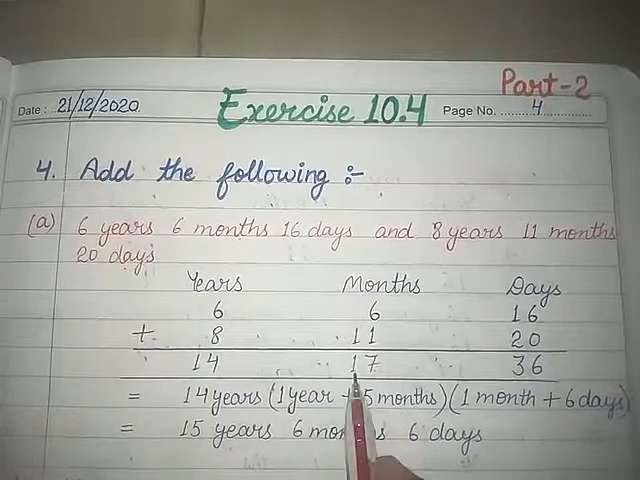 Part-2
Date : 21/12/2020. Exercise 10.4 Page No. 4
4. Add the following :-
(a) 6 years 6 months 16 days and 8 years 11 months
20 days
Years Months Days
6 6 16
+ 8 11 20
14 17 36
= 14 years (1 year + 5 months) (1 month + 6 days)
= 15 years 6 6 days